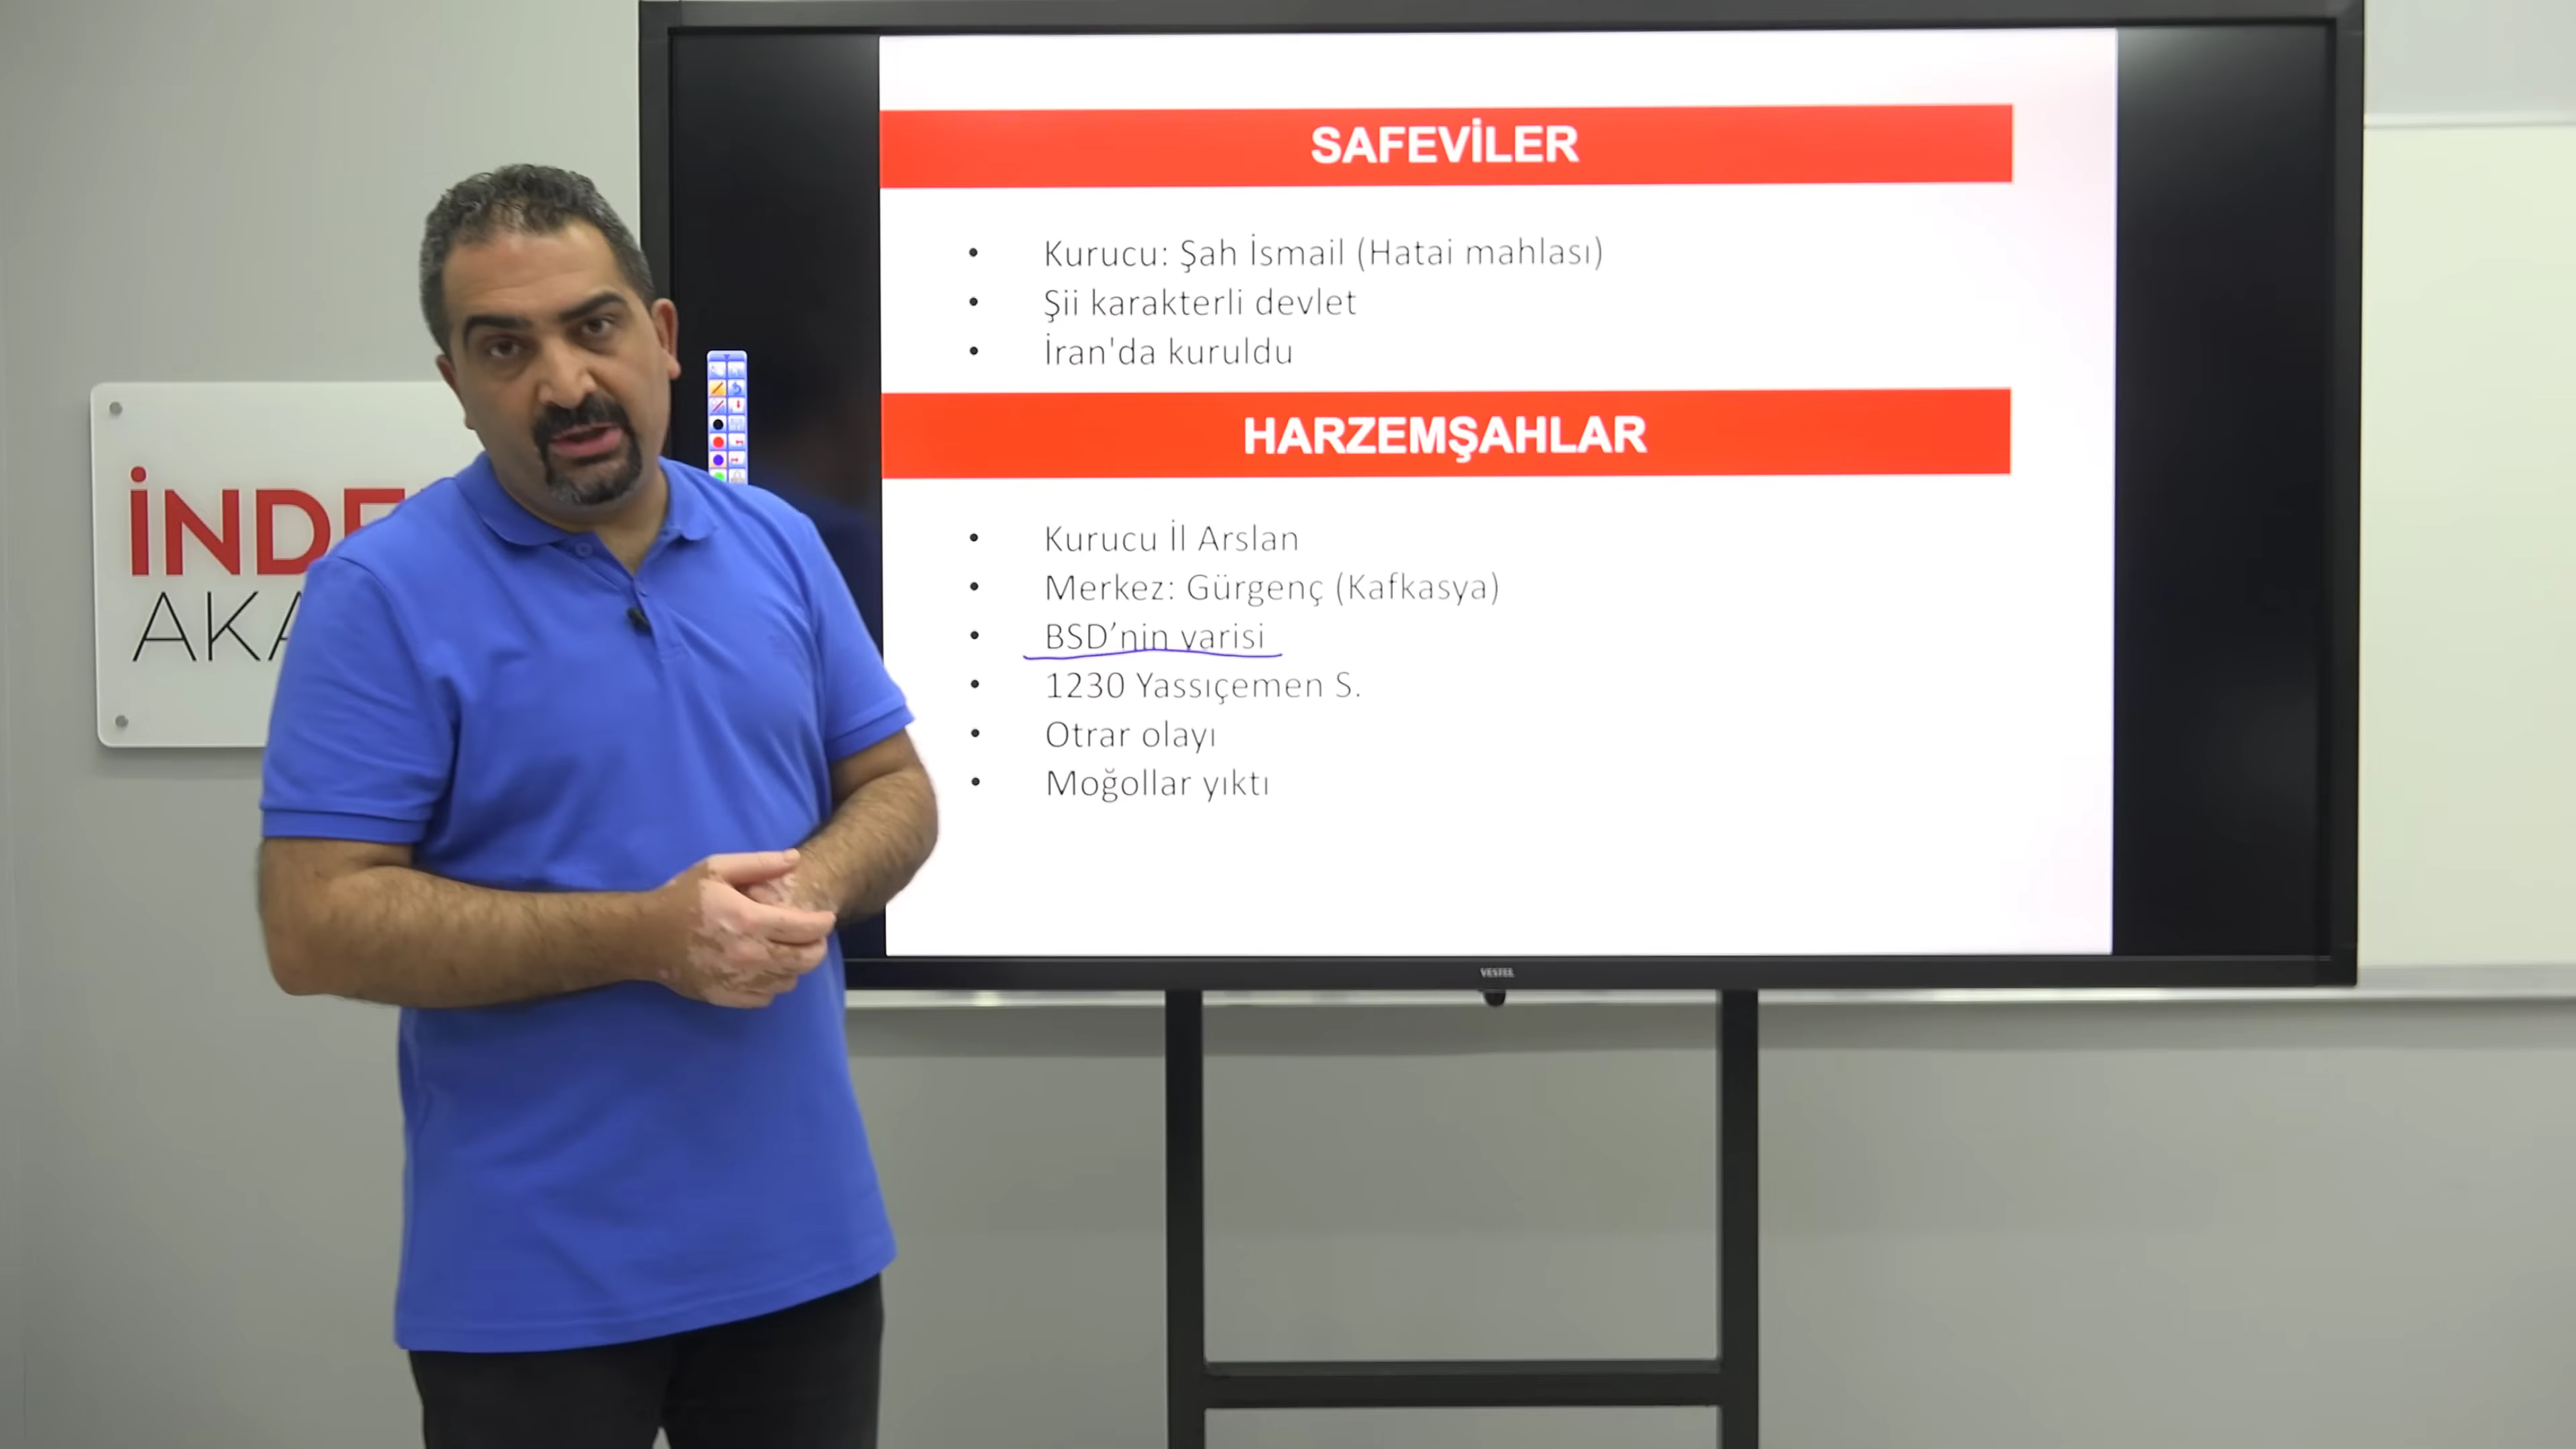 SAFEVİLER
• Kurucu: Şah İsmail (Hatai mahlası)
• Şii karakterli devlet
• İran'da kuruldu
HARZEMŞAHLAR
• Kurucu İl Arslan
• Merkez: Gürgenç (Kafkasya)
• BSD’nin varisi
• 1230 Yassıçemen S.
• Otrar olayı
• Moğollar yıktı
İNDE
AKA
VESTEL